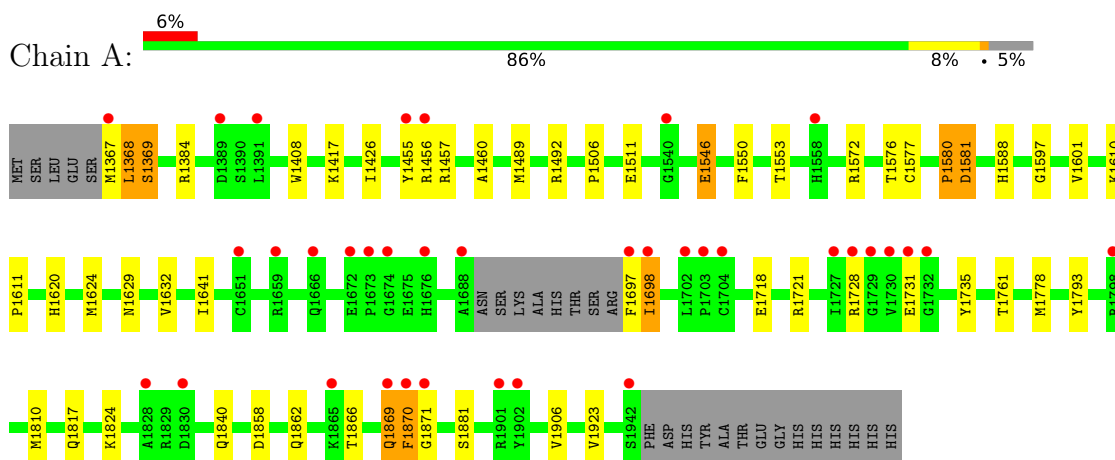 6%
Chain A:
86% 8% • 5%
MET SER LEU GLU SER M1367 L1368 S1369 R1384 D1389 S1390 L1391 W1408 K1417 I1426 Y1455 R1456 R1457 A1460 M1489 R1492 P1506 E1511 G1540 E1546 F1550 T1553 H1558 R1572 T1576 C1577 P1580 D1581 H1588 G1597 V1601 K1610
P1611 H1620 M1624 N1629 V1632 I1641 C1651 R1659 Q1666 E1672 P1673 G1674 E1675 H1676 A1688 ASN SER LYS ALA HIS THR SER ARG F1697 I1698 L1702 P1703 C1704 E1718 R1721 I1727 R1728 G1729 V1730 E1731 G1732 Y1735 T1761 M1778 Y1793
M1810 Q1817 K1824 A1828 R1829 D1830 Q1840 D1858 Q1862 K1865 T1866 Q1869 F1870 G1871 S1881 R1901 Y1902 V1906 V1923 S1942 PHE ASP HIS TYR ALA THR GLU GLY HIS HIS HIS HIS HIS HIS